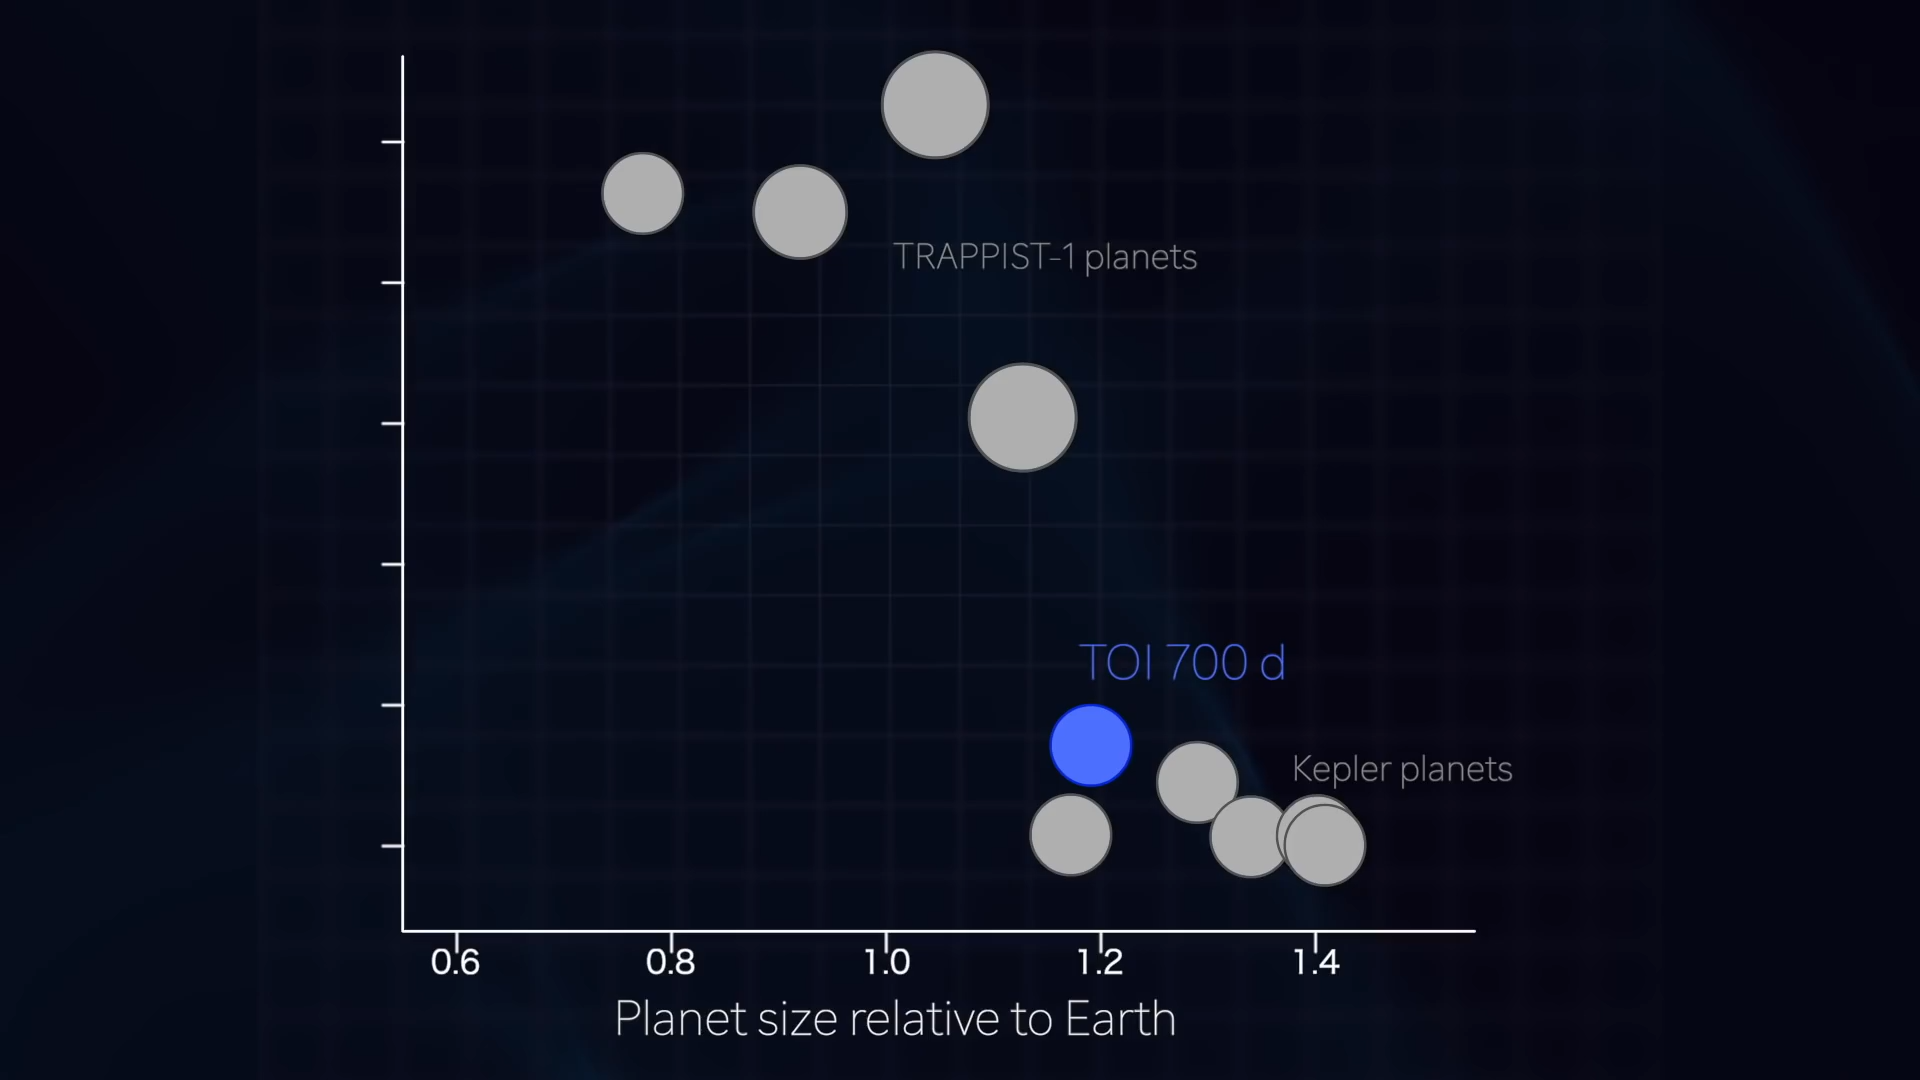 TRAPPIST-1 planets
TOI 700 d
Kepler planets
0.6 0.8 1.0 1.2 1.4
Planet size relative to Earth